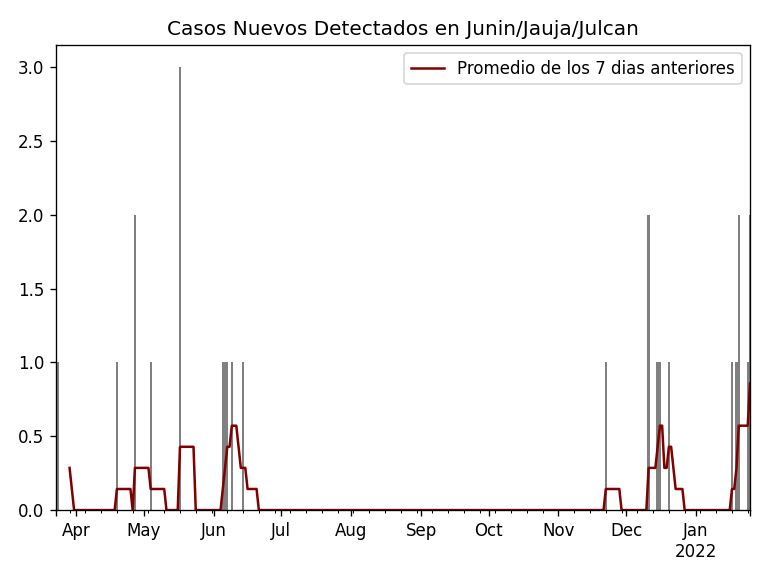 Casos Nuevos Detectados en Junin/Jauja/Julcan
Promedio de los 7 dias anteriores
3.0
2.5
2.0
1.5
1.0
0.5
0.0
Apr May Jun Jul Aug Sep Oct Nov Dec Jan
2022